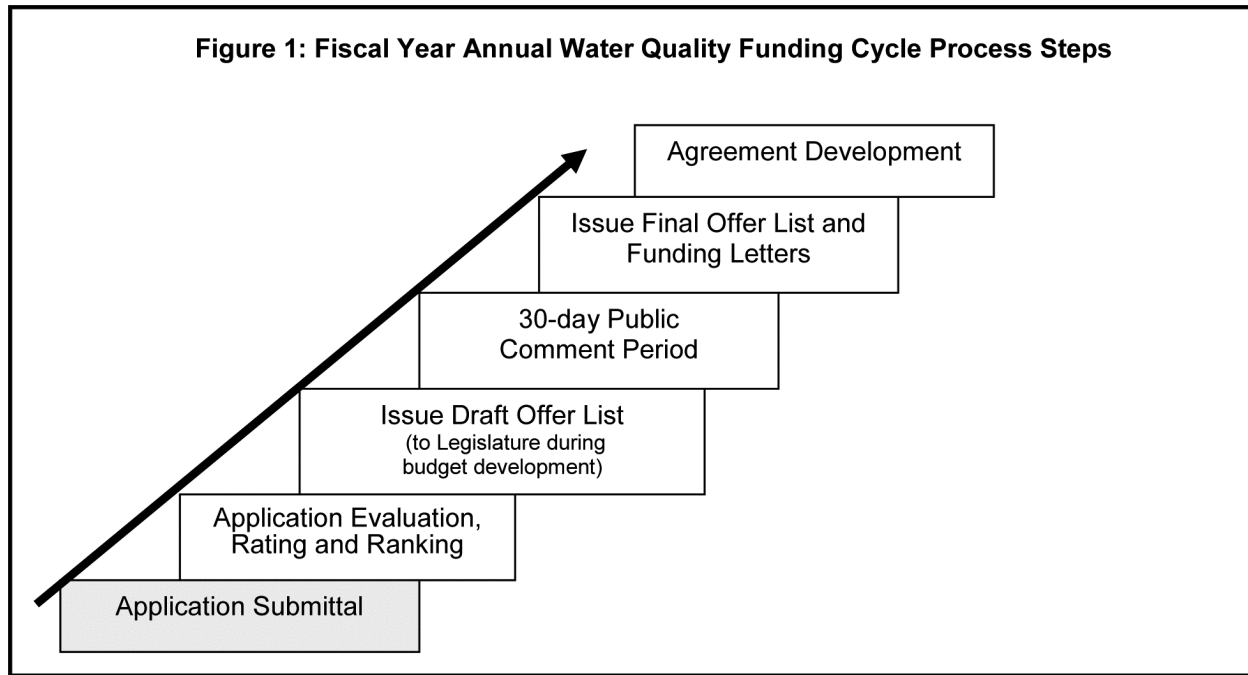 Figure 1: Fiscal Year Annual Water Quality Funding Cycle Process Steps
Agreement Development
Issue Final Offer List and
Funding Letters
30-day Public
Comment Period
Issue Draft Offer List
(to Legislature during
budget development)
Application Evaluation,
Rating and Ranking
Application Submittal